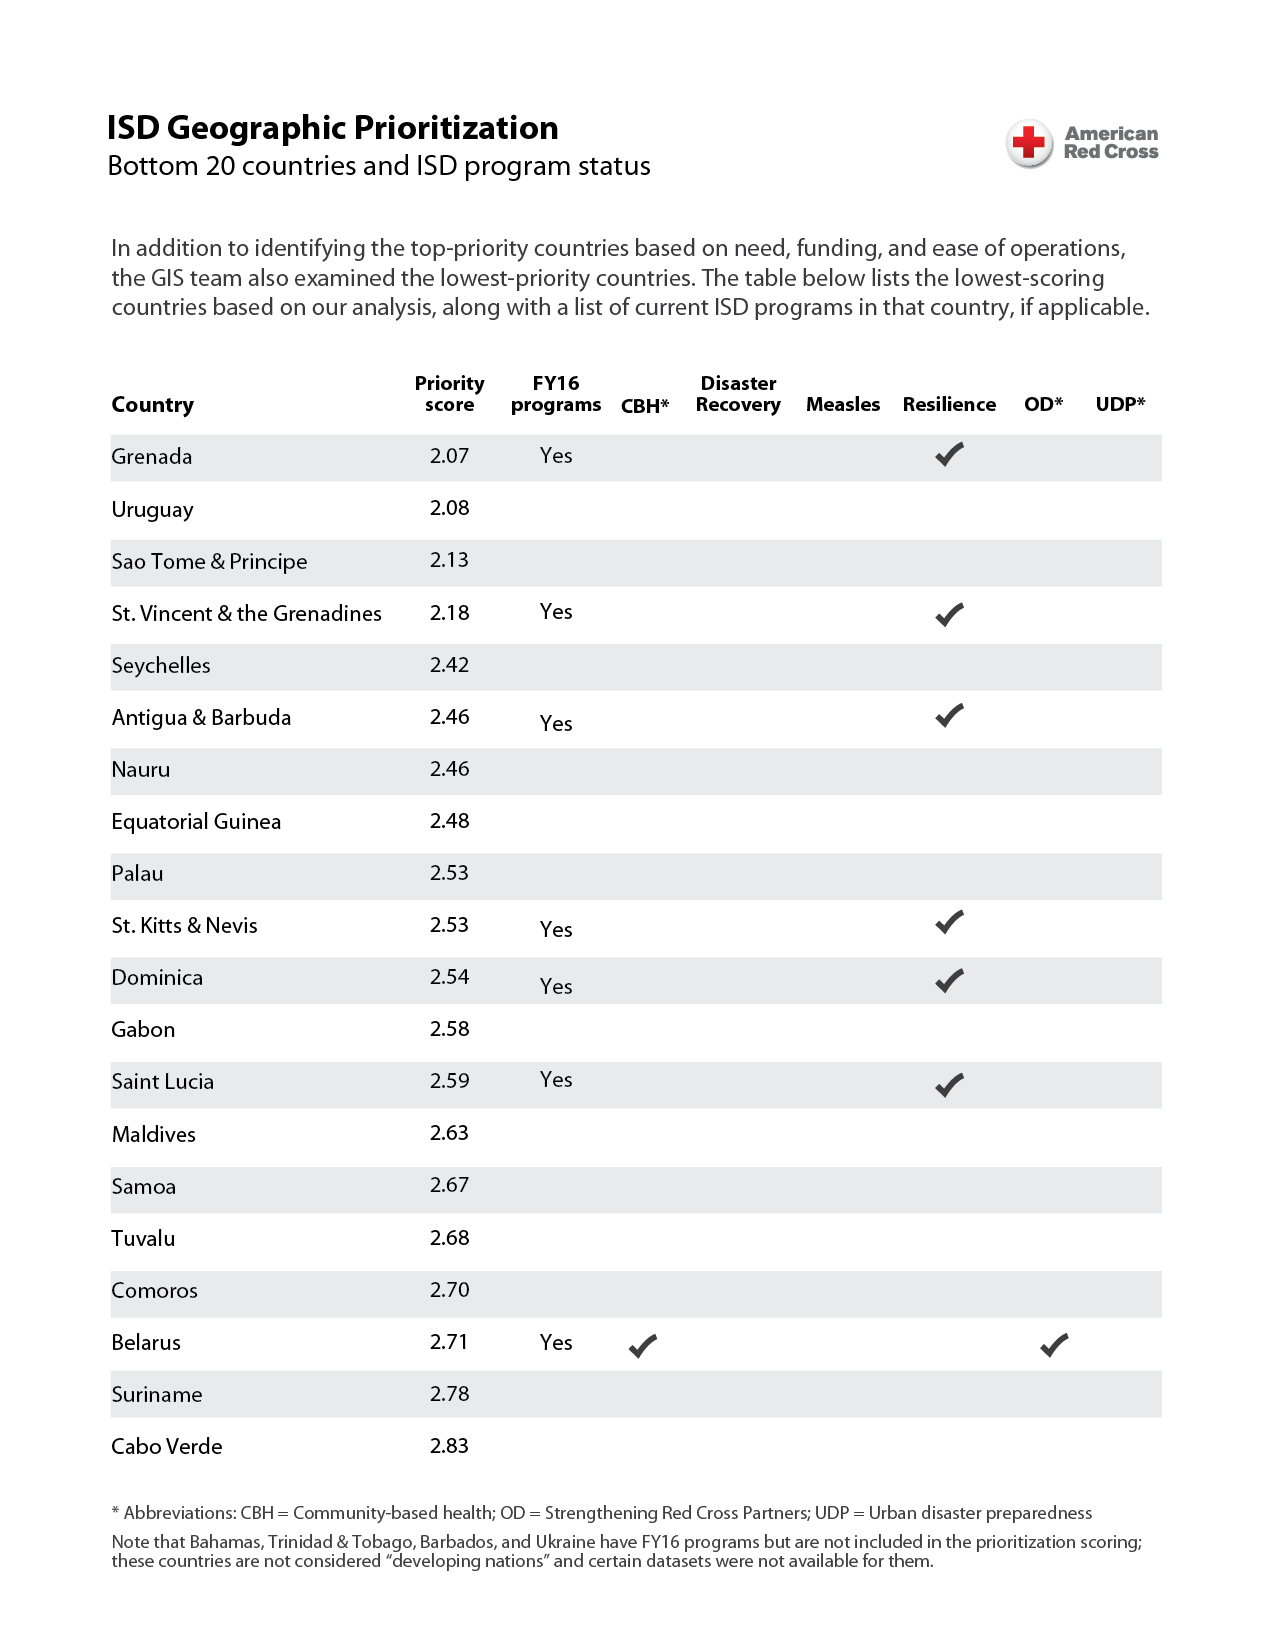 ISD Geographic Prioritization
Bottom 20 countries and ISD program status
American
Red Cross
In addition to identifying the top-priority countries based on need, funding, and ease of operations,
the GIS team also examined the lowest-priority countries. The table below lists the lowest-scoring
countries based on our analysis, along with a list of current ISD programs in that country, if applicable.
Country Priority score FY16 programs CBH* Disaster Recovery Measles Resilience OD* UDP*
Grenada 2.07 Yes ✓
Uruguay 2.08
Sao Tome & Principe 2.13
St. Vincent & the Grenadines 2.18 Yes ✓
Seychelles 2.42
Antigua & Barbuda 2.46 Yes ✓
Nauru 2.46
Equatorial Guinea 2.48
Palau 2.53
St. Kitts & Nevis 2.53 Yes ✓
Dominica 2.54 Yes ✓
Gabon 2.58
Saint Lucia 2.59 Yes ✓
Maldives 2.63
Samoa 2.67
Tuvalu 2.68
Comoros 2.70
Belarus 2.71 Yes ✓ ✓
Suriname 2.78
Cabo Verde 2.83
* Abbreviations: CBH = Community-based health; OD = Strengthening Red Cross Partners; UDP = Urban disaster preparedness
Note that Bahamas, Trinidad & Tobago, Barbados, and Ukraine have FY16 programs but are not included in the prioritization scoring;
these countries are not considered “developing nations” and certain datasets were not available for them.